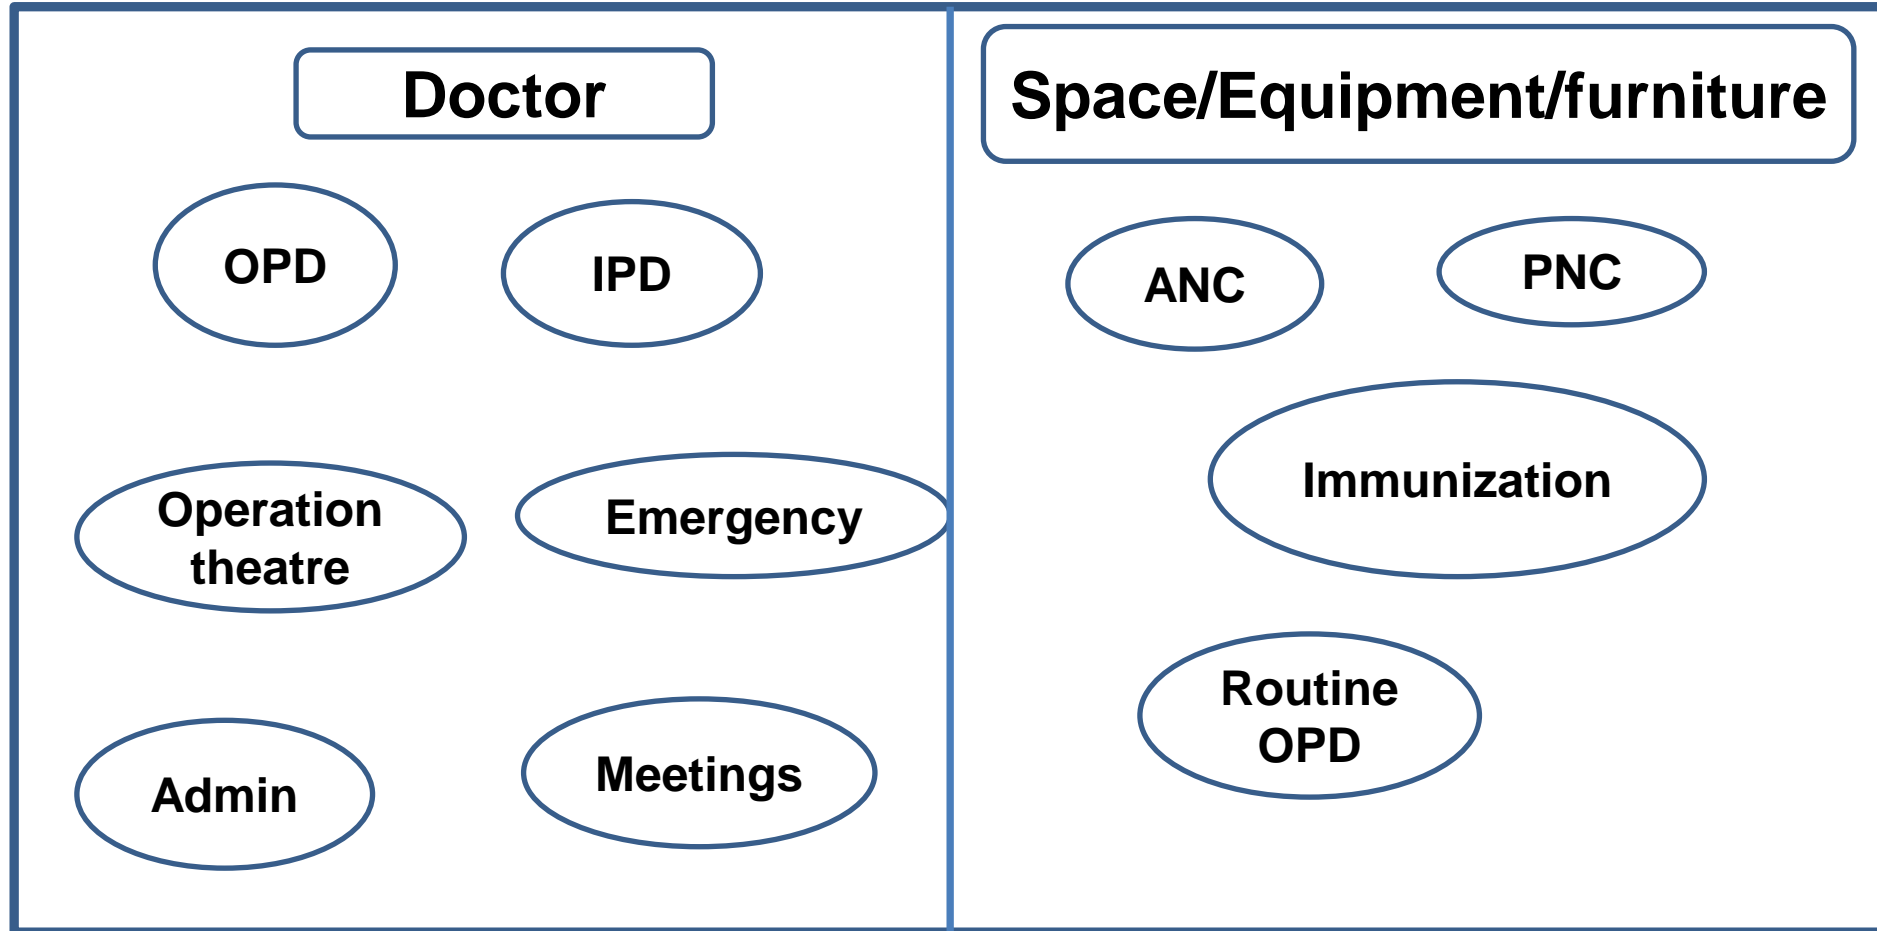 Doctor
OPD
IPD
Operation
theatre
Emergency
Admin
Meetings
Space/Equipment/furniture
ANC
PNC
Immunization
Routine
OPD